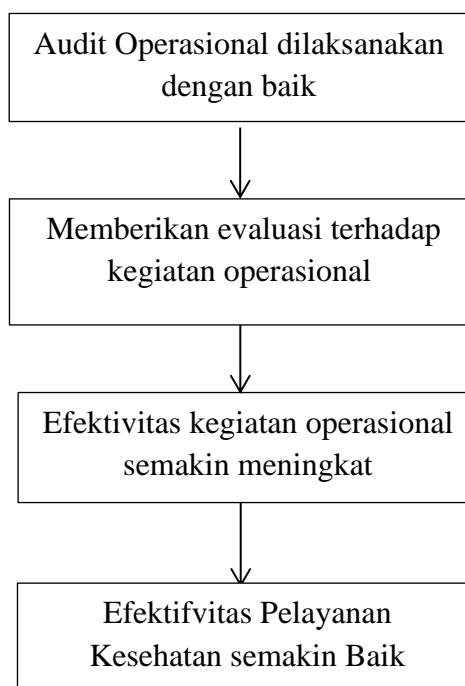 Audit Operasional dilaksanakan
dengan baik
Memberikan evaluasi terhadap
kegiatan operasional
Efektivitas kegiatan operasional
semakin meningkat
Efektifvitas Pelayanan
Kesehatan semakin Baik